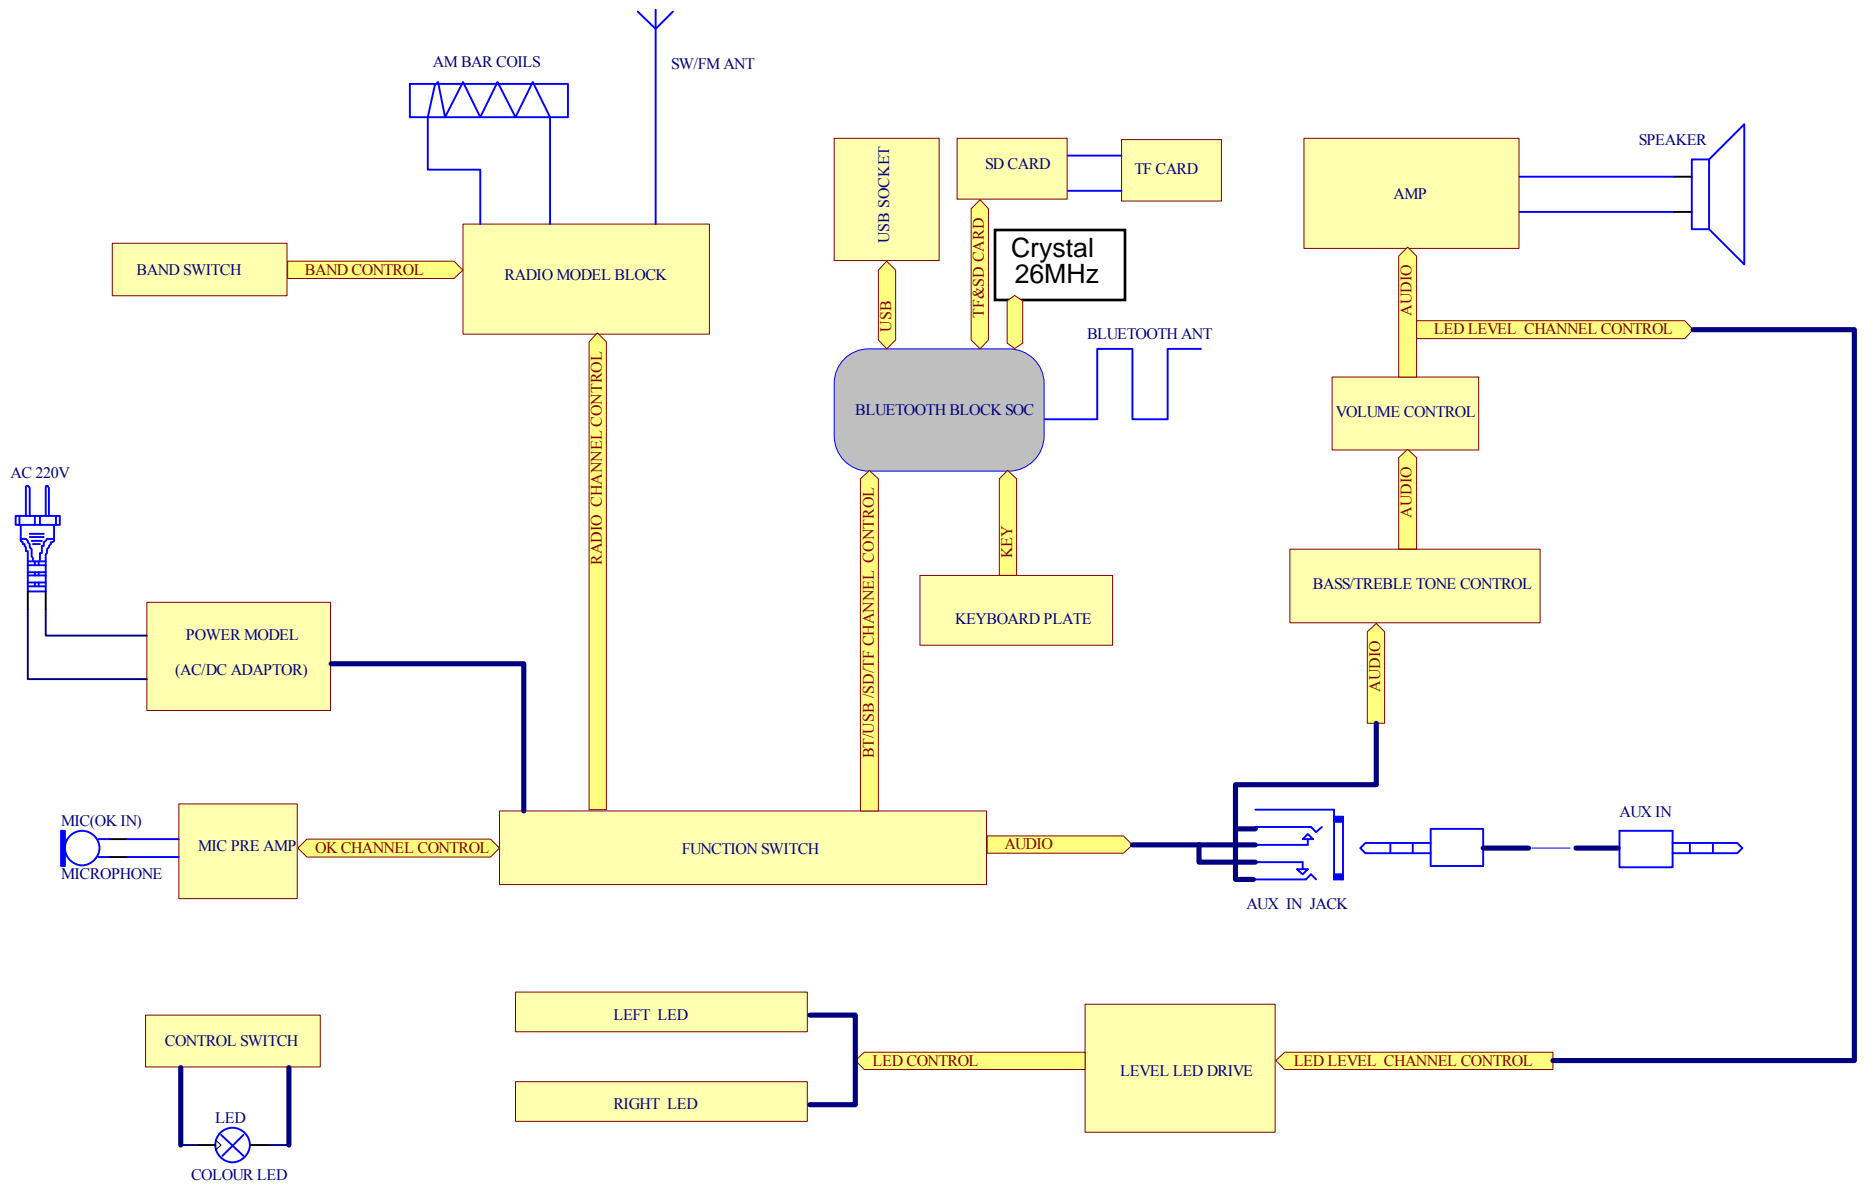 AM BAR COILS
SW/FM ANT
BAND SWITCH
BAND CONTROL
RADIO MODEL BLOCK
USB SOCKET
SD CARD
TF CARD
USB
TF&SD CARD
Crystal
26MHz
BLUETOOTH ANT
BLUETOOTH BLOCK SOC
AMP
SPEAKER
AUDIO
LED LEVEL CHANNEL CONTROL
VOLUME CONTROL
AUDIO
BASS/TREBLE TONE CONTROL
AUDIO
RADIO CHANNEL CONTROL
BT/USB /SD/TF CHANNEL CONTROL
KEY
KEYBOARD PLATE
AC 220V
POWER MODEL
(AC/DC ADAPTOR)
MIC(OK IN)
MICROPHONE
MIC PRE AMP
OK CHANNEL CONTROL
FUNCTION SWITCH
AUDIO
AUX IN JACK
AUX IN
CONTROL SWITCH
LED
COLOUR LED
LEFT LED
RIGHT LED
LED CONTROL
LEVEL LED DRIVE
LED LEVEL CHANNEL CONTROL